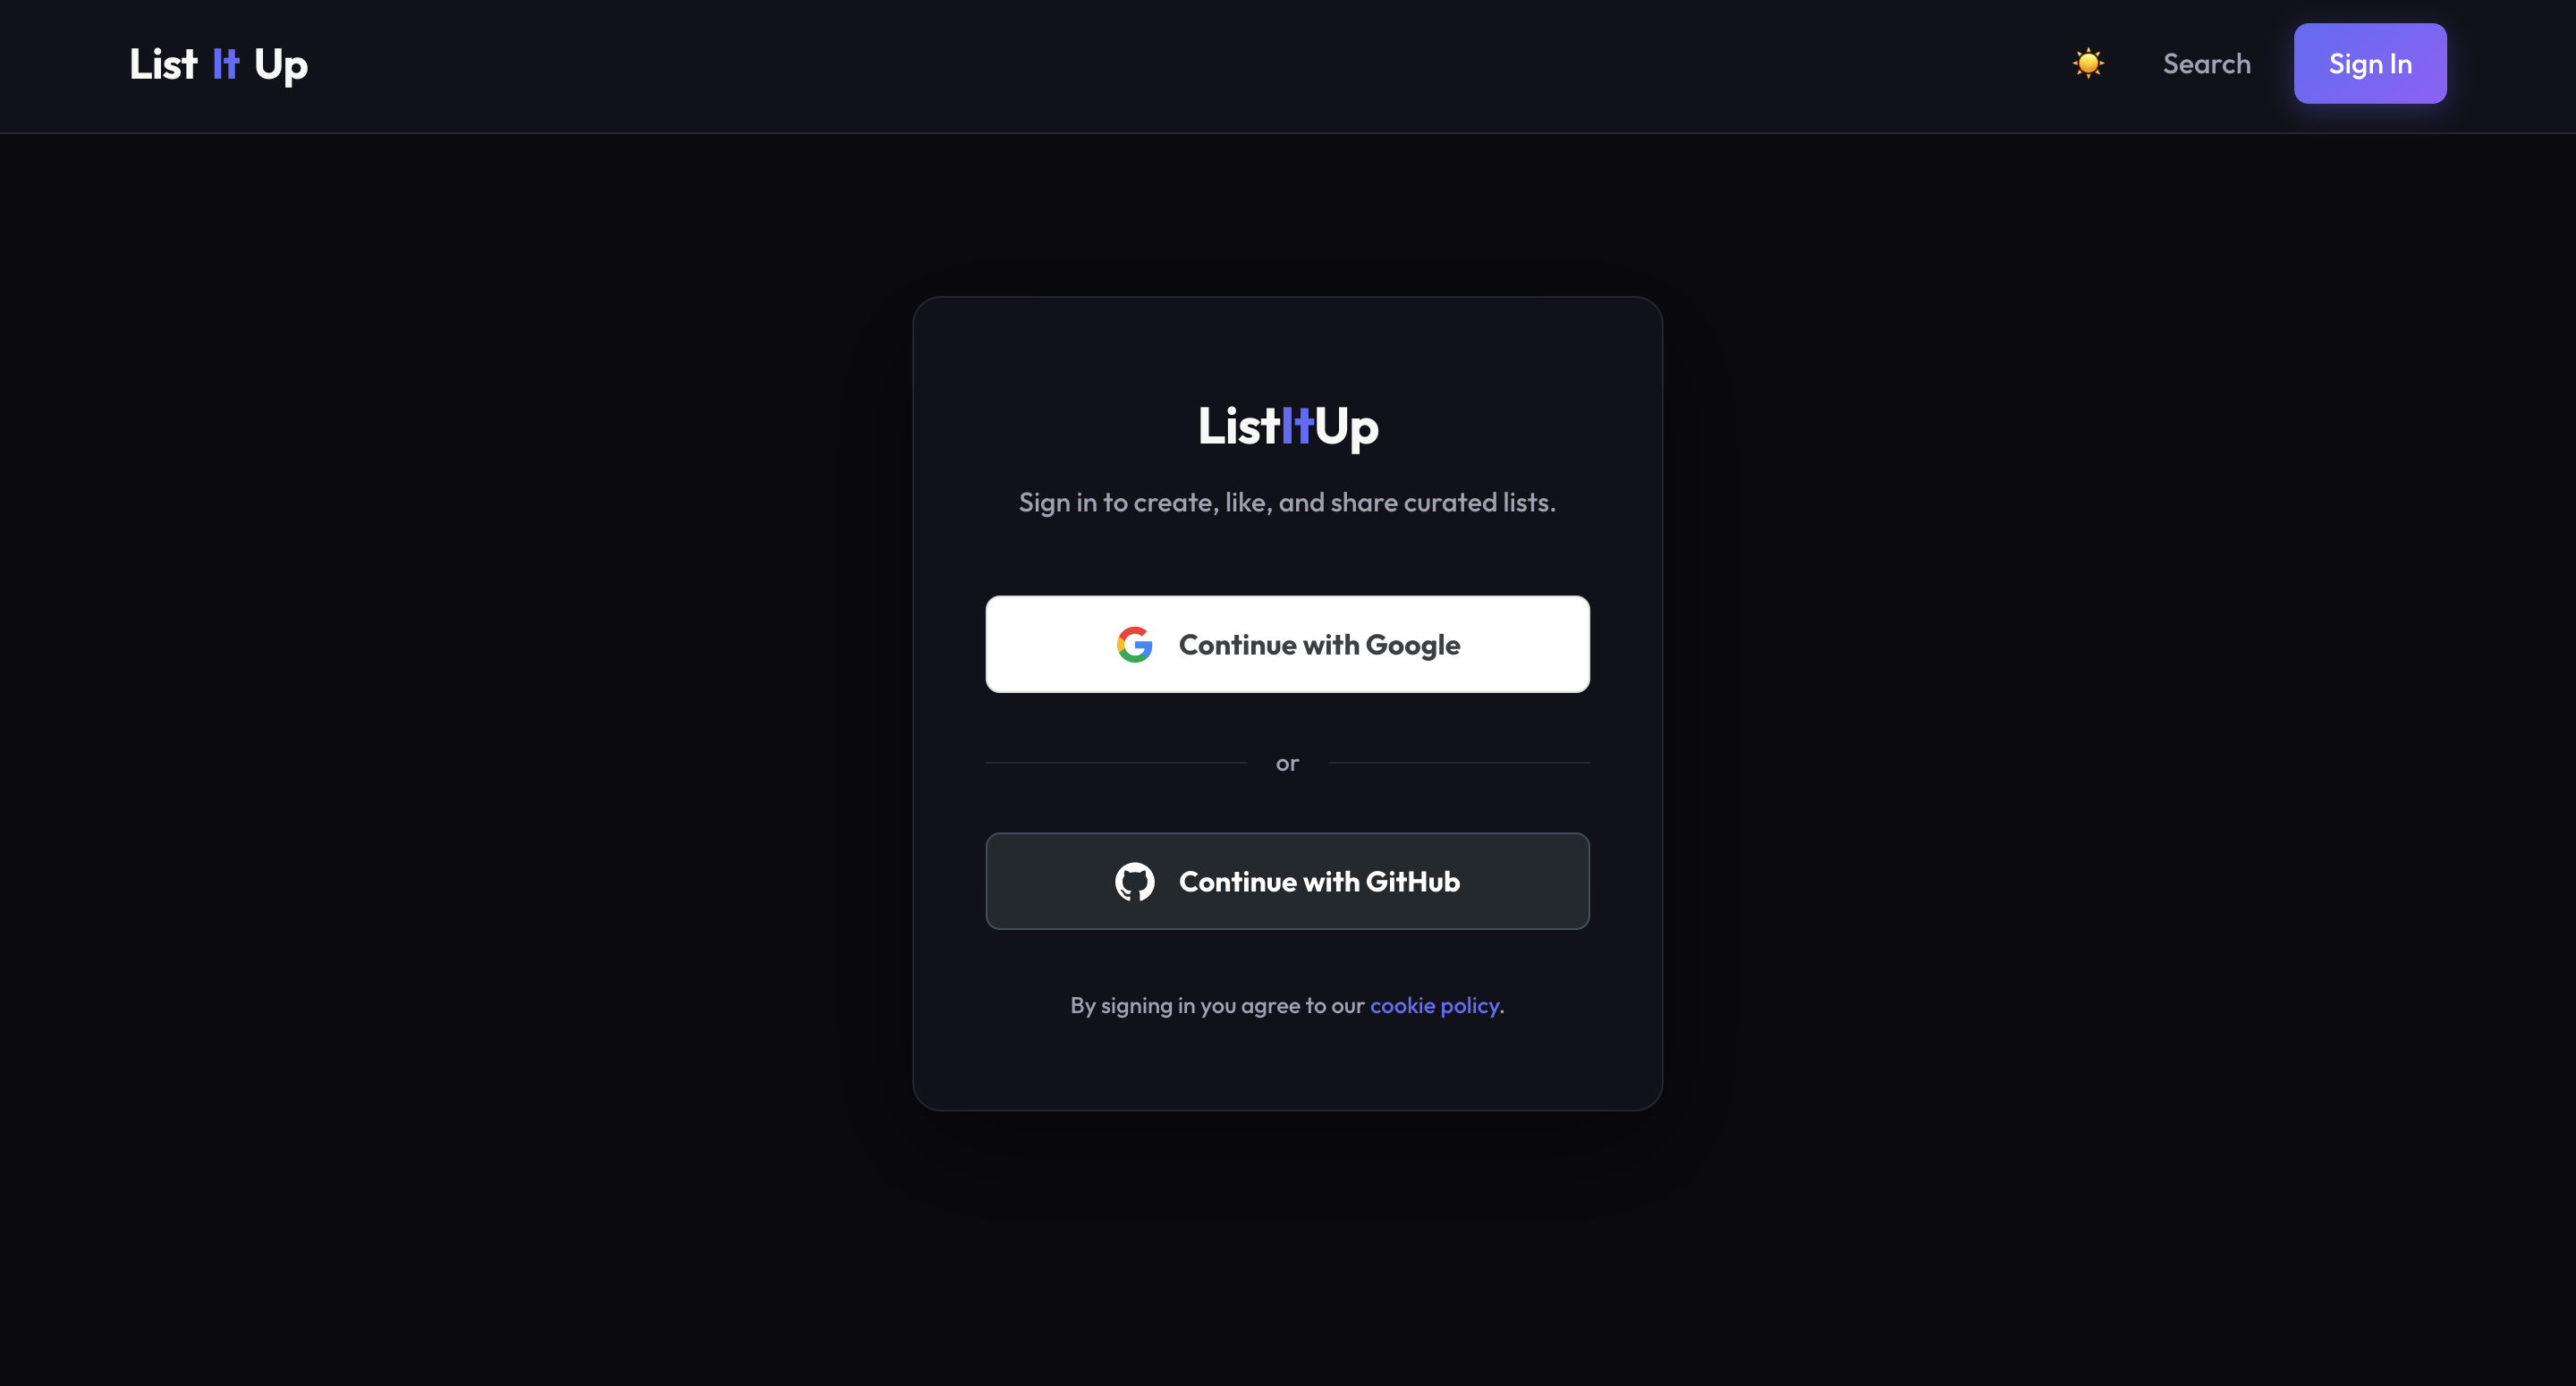 List It Up
Search
Sign In
ListItUp
Sign in to create, like, and share curated lists.
Continue with Google
or
Continue with GitHub
By signing in you agree to our cookie policy.